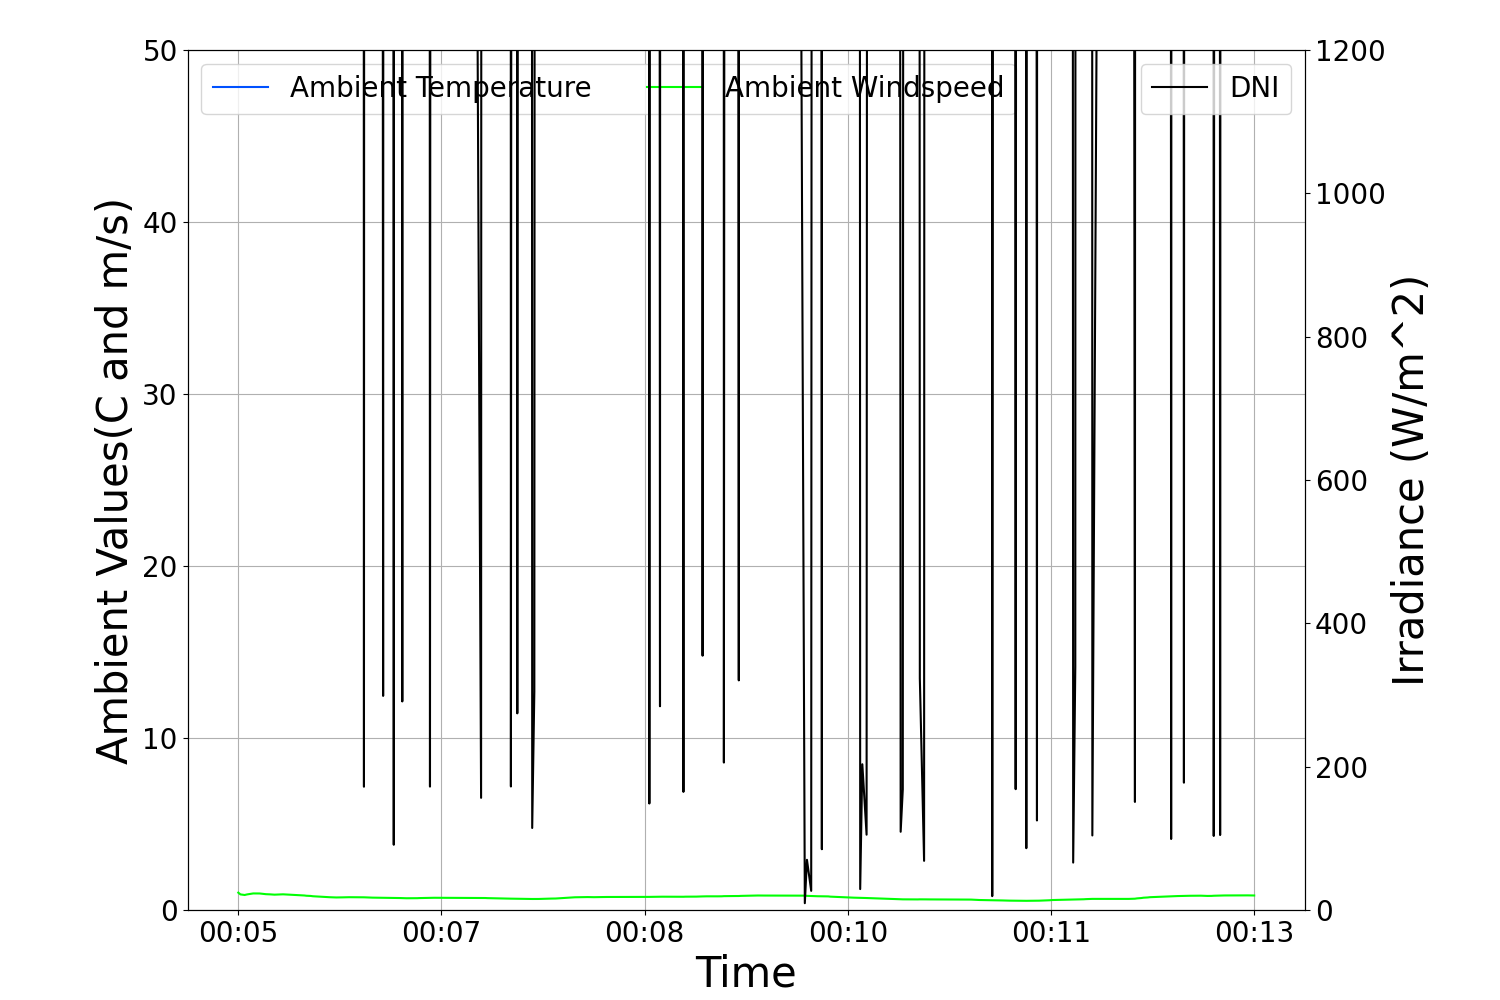 Ambient Temperature
Ambient Windspeed
DNI
50
40
30
20
10
0
Ambient Values(C and m/s)
1200
1000
800
600
400
200
0
Irradiance (W/m^2)
00:05 00:07 00:08 00:10 00:11 00:13
Time